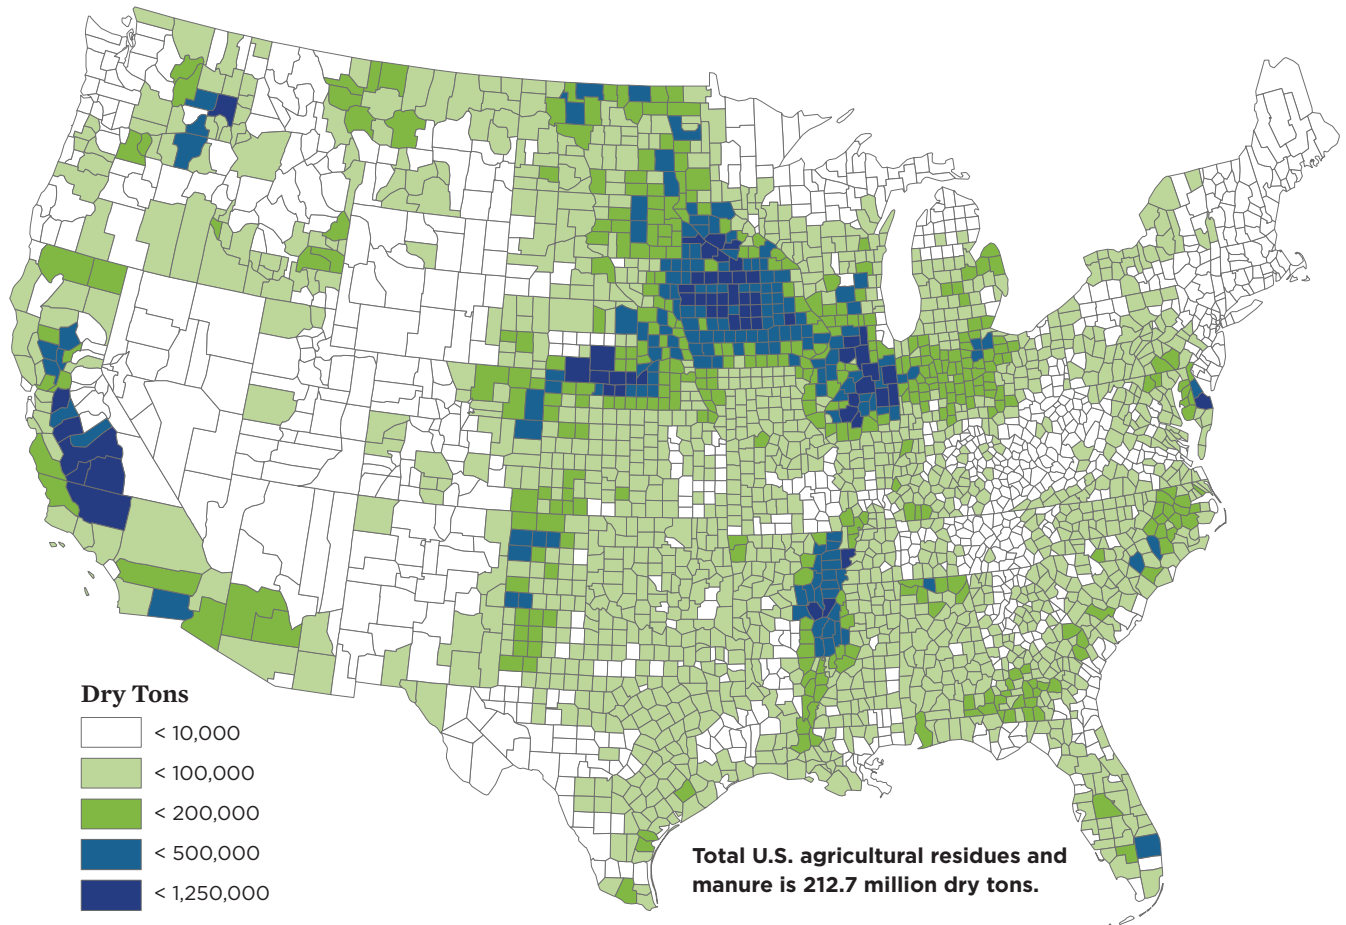 Dry Tons
< 10,000
< 100,000
< 200,000
< 500,000
< 1,250,000
Total U.S. agricultural residues and
manure is 212.7 million dry tons.